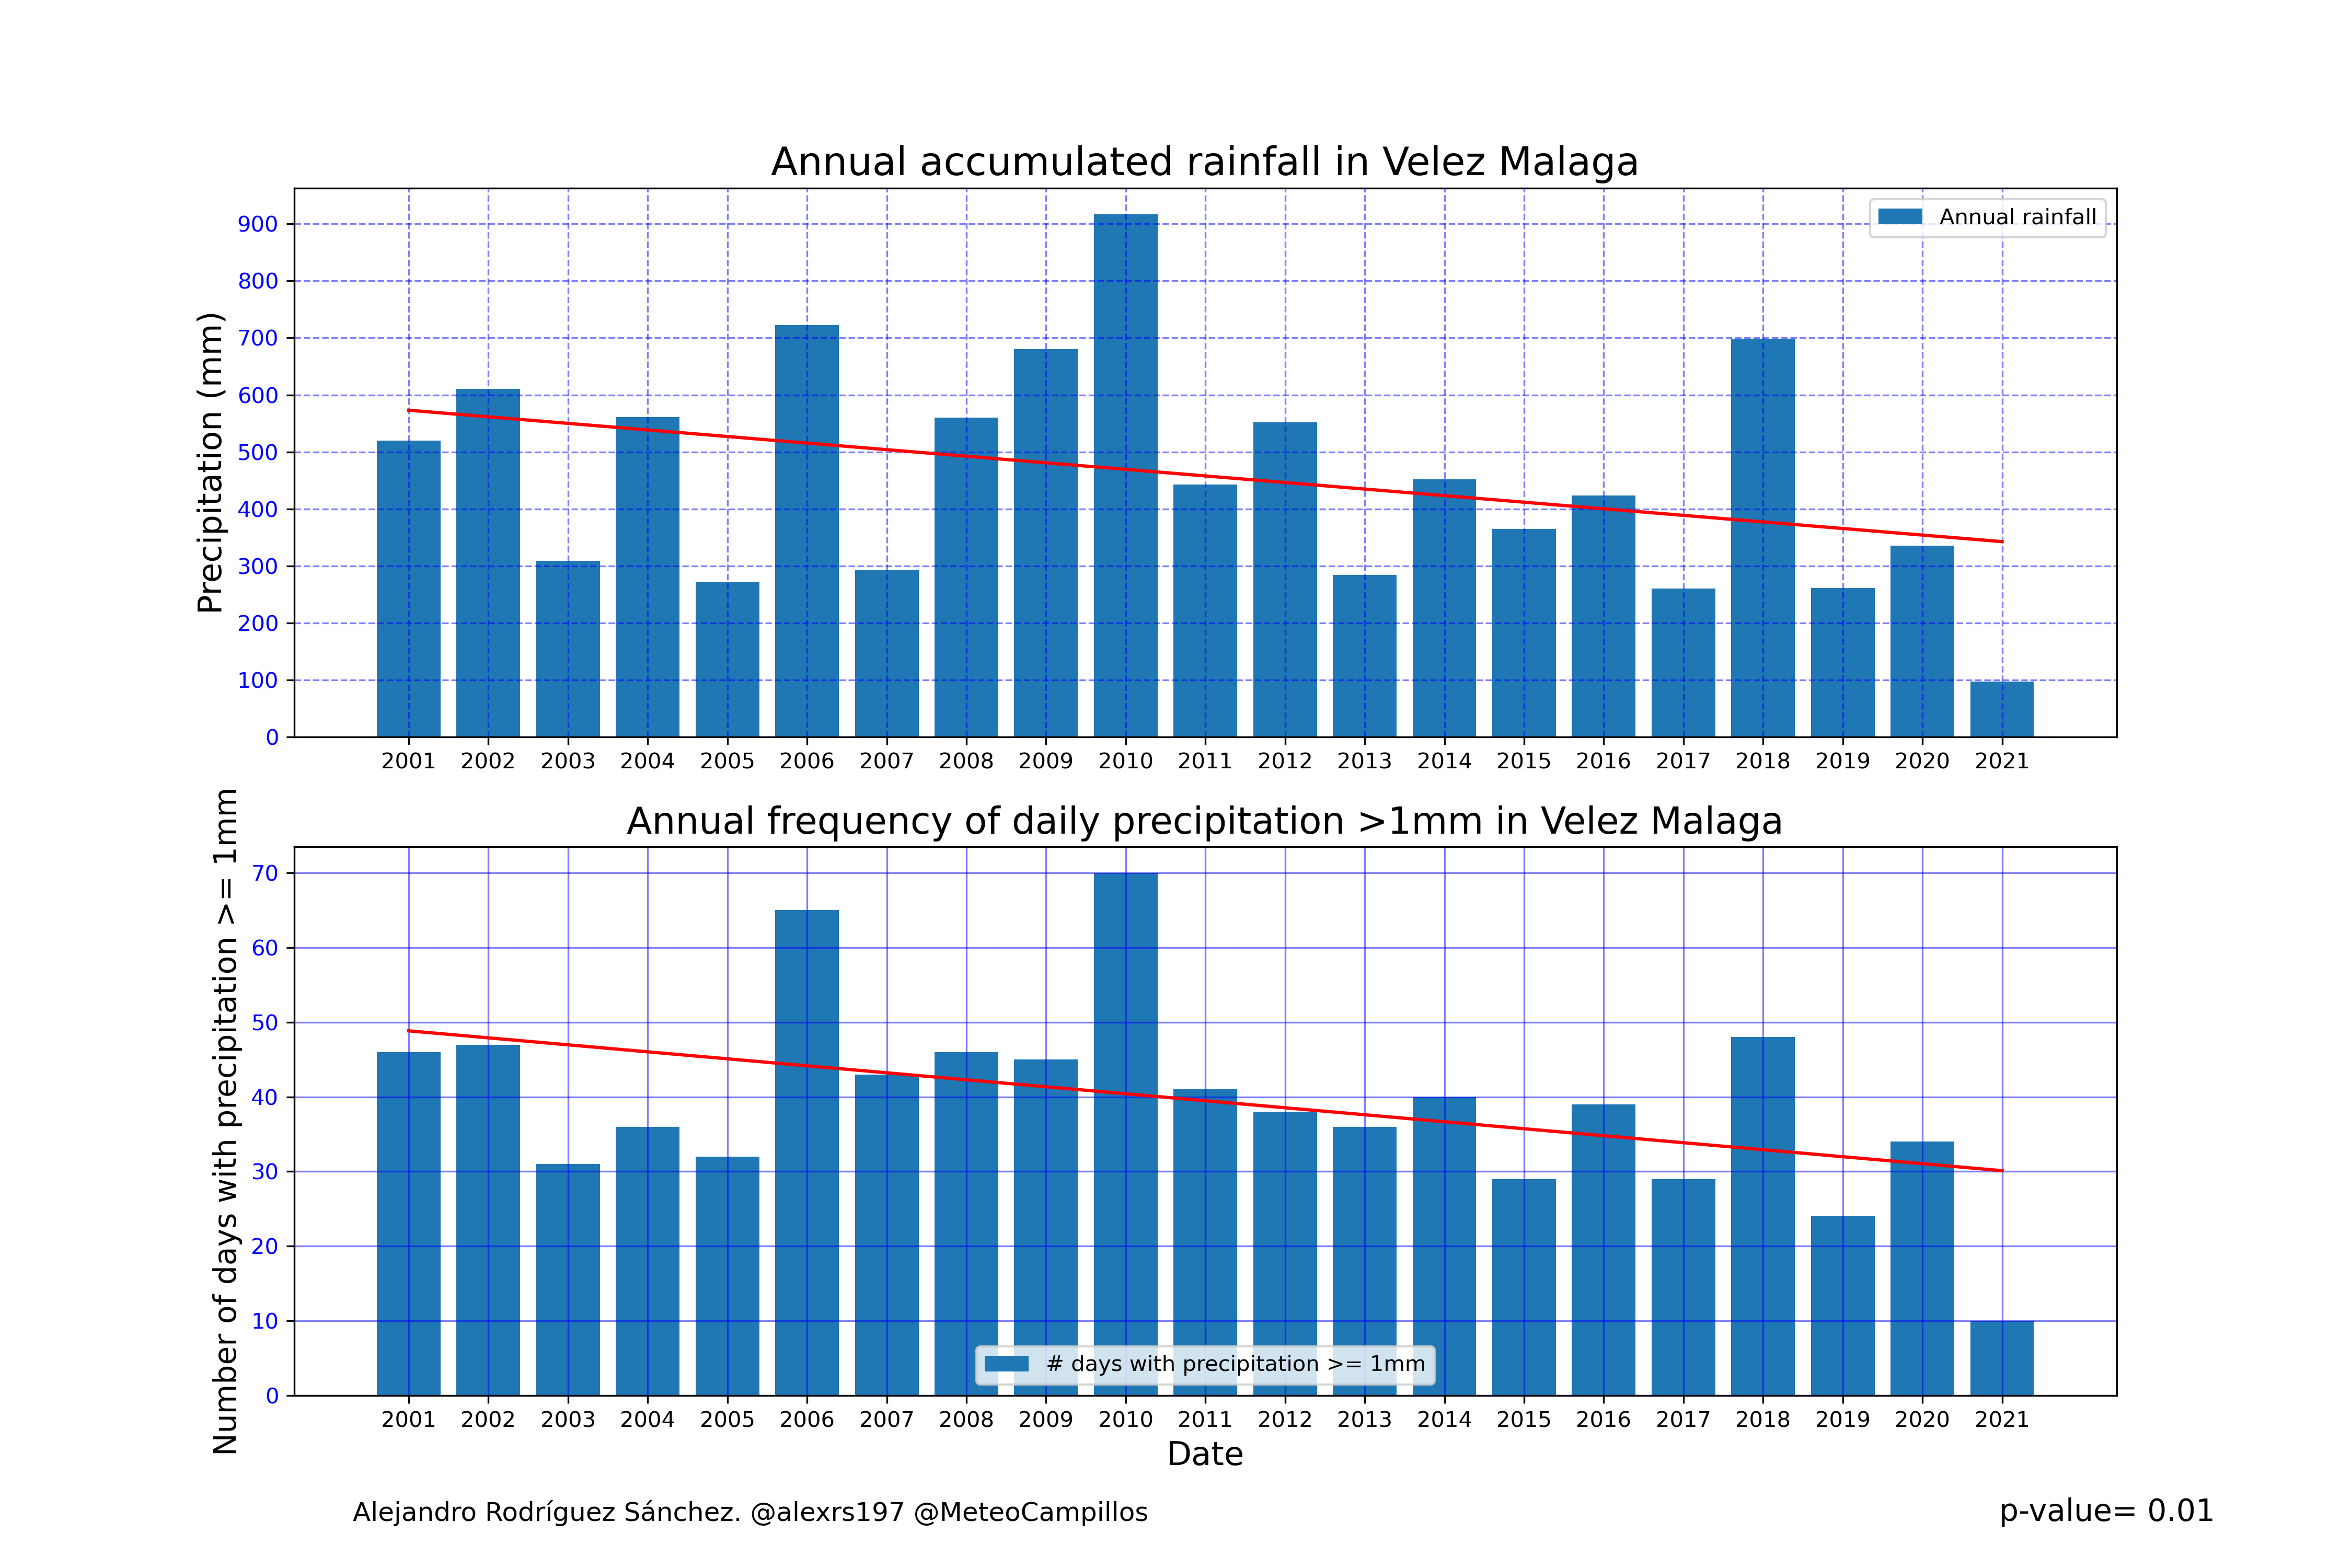 Annual accumulated rainfall in Velez Malaga
Precipitation (mm)
900
800
700
600
500
400
300
200
100
0
Annual rainfall
2001 2002 2003 2004 2005 2006 2007 2008 2009 2010 2011 2012 2013 2014 2015 2016 2017 2018 2019 2020 2021
Annual frequency of daily precipitation >1mm in Velez Malaga
Number of days with precipitation >= 1mm
70
60
50
40
30
20
10
0
# days with precipitation >= 1mm
2001 2002 2003 2004 2005 2006 2007 2008 2009 2010 2011 2012 2013 2014 2015 2016 2017 2018 2019 2020 2021
Date
Alejandro Rodríguez Sánchez. @alexrs197 @MeteoCampillos
p-value= 0.01